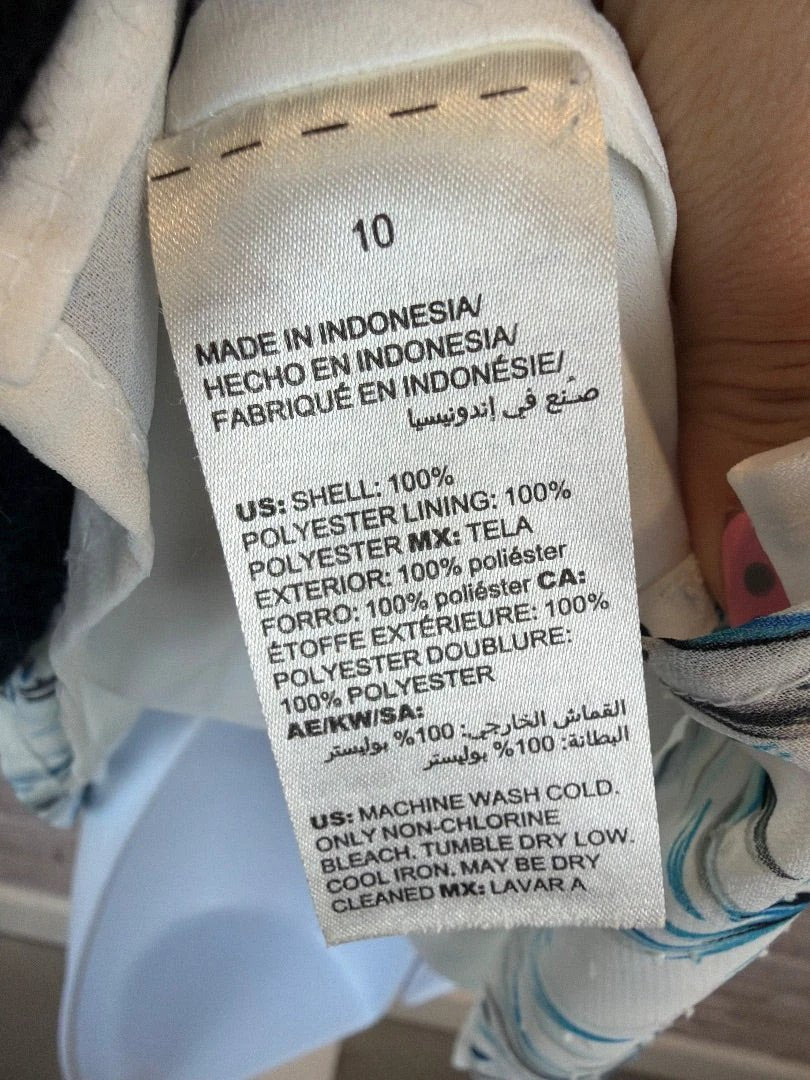 10
MADE IN INDONESIA/
HECHO EN INDONESIA/
FABRIQUÉ EN INDONÉSIE/
صُنع في إندونيسيا
US: SHELL: 100%
POLYESTER LINING: 100%
POLYESTER MX: TELA
EXTERIOR: 100% poliéster
FORRO: 100% poliéster CA:
ÉTOFFE EXTÉRIEURE: 100%
POLYESTER DOUBLURE:
100% POLYESTER
AE/KW/SA:
القماش الخارجي: 100% بوليستر
البطانة: 100% بوليستر
US: MACHINE WASH COLD.
ONLY NON-CHLORINE
BLEACH. TUMBLE DRY LOW.
COOL IRON. MAY BE DRY
CLEANED MX: LAVAR A